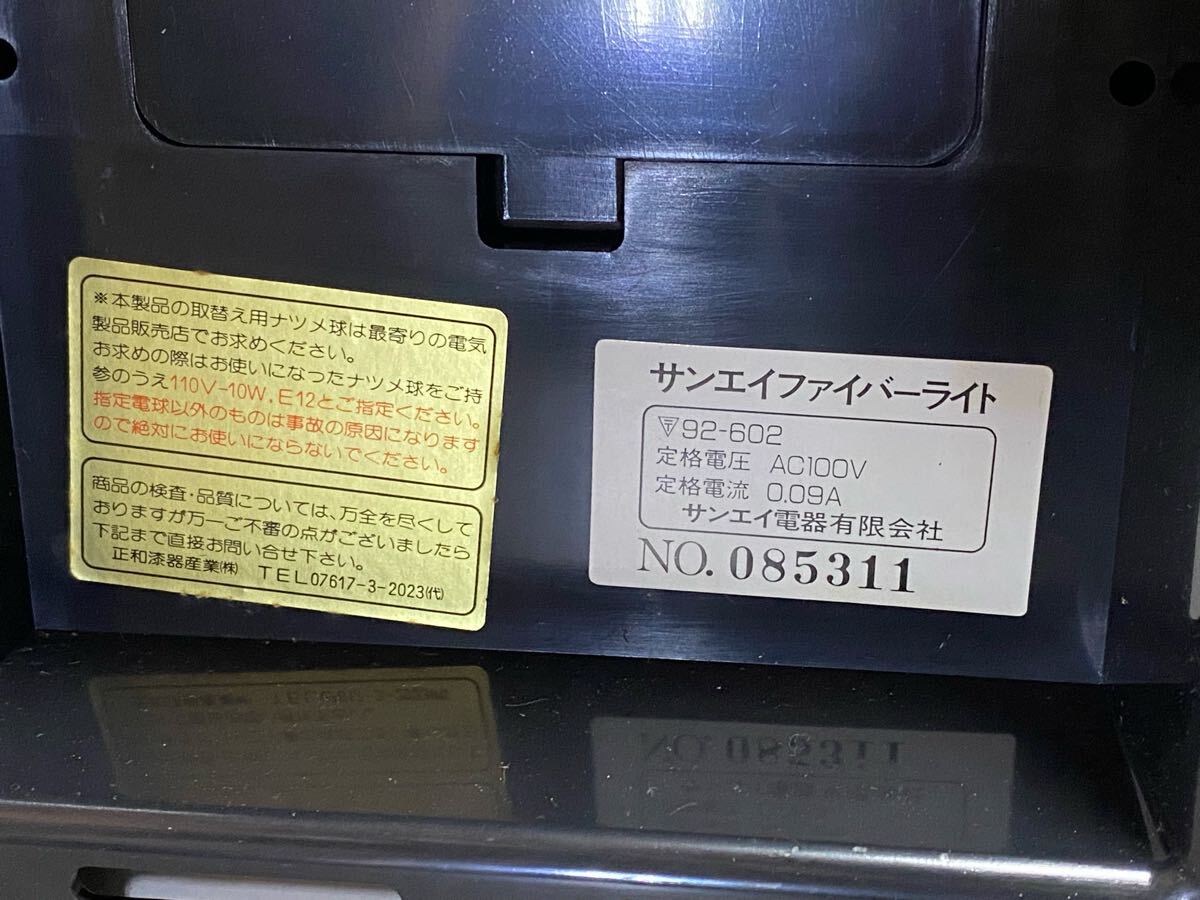 ※本製品の取替え用ナツメ球は最寄りの電気
製品販売店でお求めください。
お求めの際はお使いになったナツメ球をご持
参のうえ110V-10W.E12とご指定ください。
指定電球以外のものは事故の原因になります
ので絶対にお使いにならないでください。
商品の検査・品質については、万全を尽くして
おりますが万一ご不審の点がございましたら
下記まで直接お問い合せ下さい。
正和漆器産業㈱ TEL07617-3-2023㈹
サンエイファイバーライト
92-602
定格電圧 AC100V
定格電流 0.09A
サンエイ電器有限会社
NO. 085311